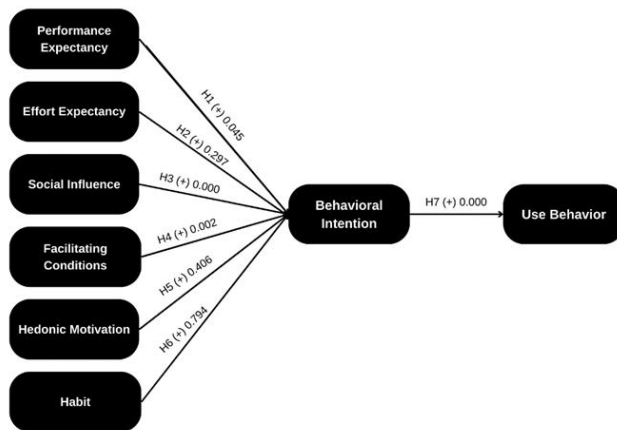 Performance
Expectancy
H1 (+) 0.045
Effort Expectancy
H2 (+) 0.297
Social Influence
H3 (+) 0.000
Behavioral
Intention
H7 (+) 0.000
Use Behavior
Facilitating
Conditions
H4 (+) 0.002
Hedonic Motivation
H5 (+) 0.406
Habit
H6 (+) 0.794